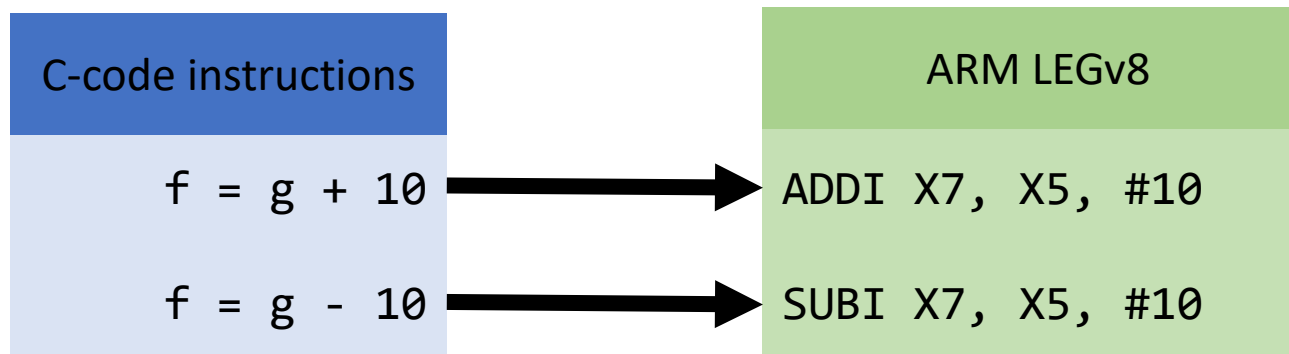 C-code instructions
ARM LEGv8
f = g + 10
ADDI X7, X5, #10
f = g - 10
SUBI X7, X5, #10